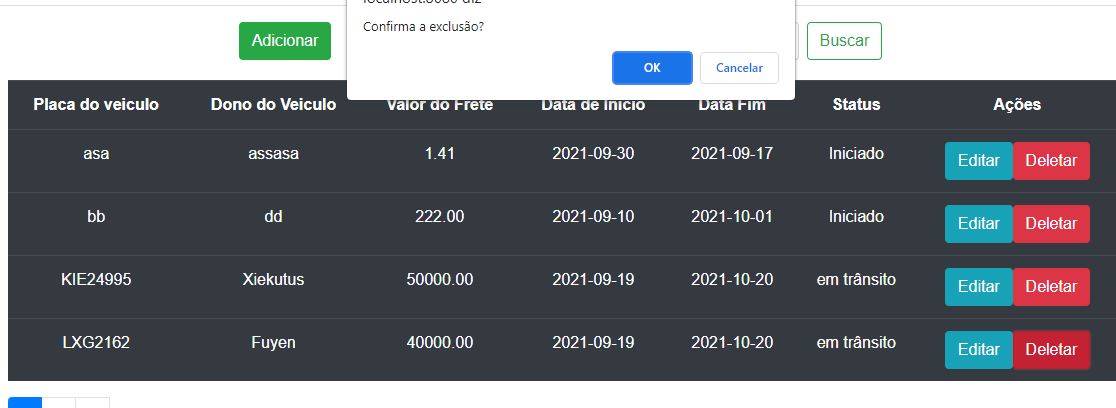 Confirma a exclusão?
OK Cancelar
Adicionar Buscar
Placa do veiculo Dono do Veiculo Valor do Frete Data de Inicio Data Fim Status Ações
asa assasa 1.41 2021-09-30 2021-09-17 Iniciado Editar Deletar
bb dd 222.00 2021-09-10 2021-10-01 Iniciado Editar Deletar
KIE24995 Xiekutus 50000.00 2021-09-19 2021-10-20 em trânsito Editar Deletar
LXG2162 Fuyen 40000.00 2021-09-19 2021-10-20 em trânsito Editar Deletar